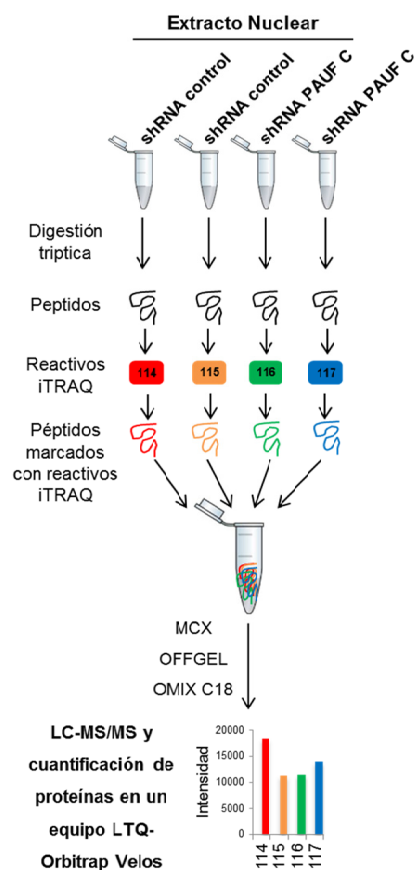 Extracto Nuclear
shRNA control
shRNA control
shRNA PAUF C
shRNA PAUF C
Digestión
triptica
Peptidos
Reactivos
iTRAQ
114
115
116
117
Péptidos
marcados
con reactivos
iTRAQ
MCX
OFFGEL
OMIX C18
LC-MS/MS y
cuantificación de
proteínas en un
equipo LTQ-
Orbitrap Velos
Intensidad
20000
15000
10000
5000
0
114
115
116
117